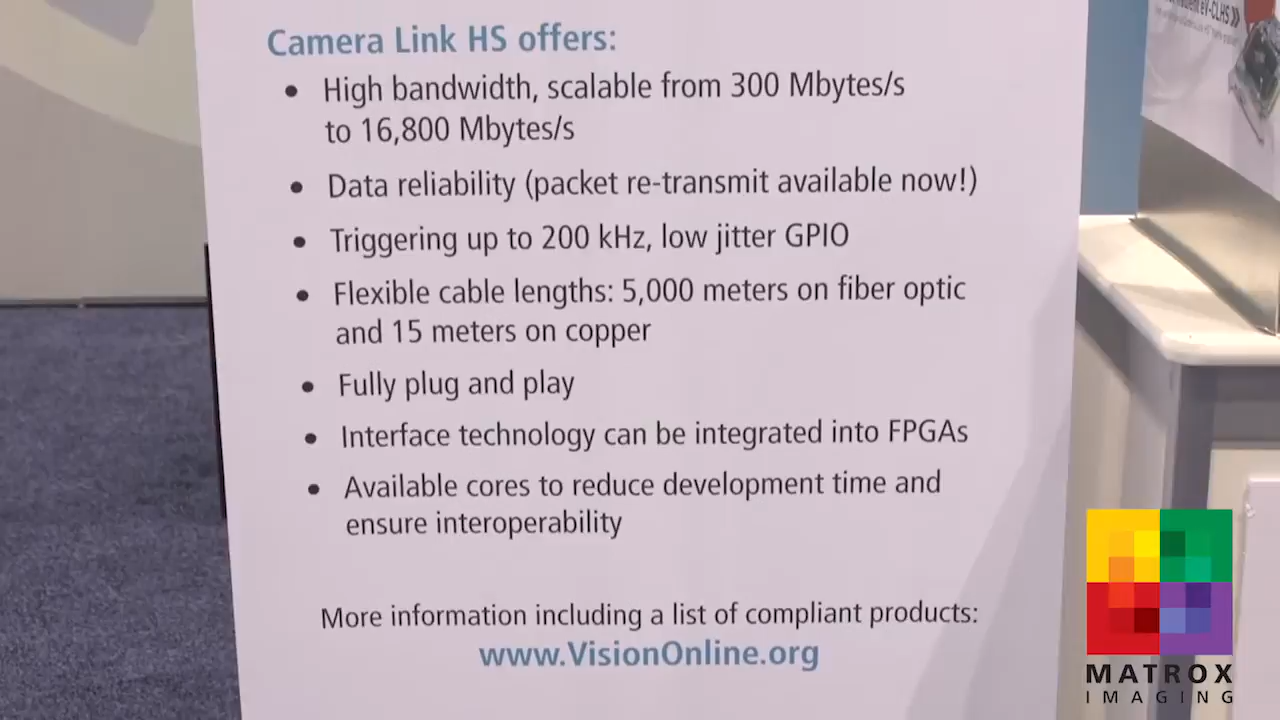 Camera Link HS offers:
• High bandwidth, scalable from 300 Mbytes/s
to 16,800 Mbytes/s
• Data reliability (packet re-transmit available now!)
• Triggering up to 200 kHz, low jitter GPIO
• Flexible cable lengths: 5,000 meters on fiber optic
and 15 meters on copper
• Fully plug and play
• Interface technology can be integrated into FPGAs
• Available cores to reduce development time and
ensure interoperability
More information including a list of compliant products:
www.VisionOnline.org
eV-CLHS
MATROX
IMAGING